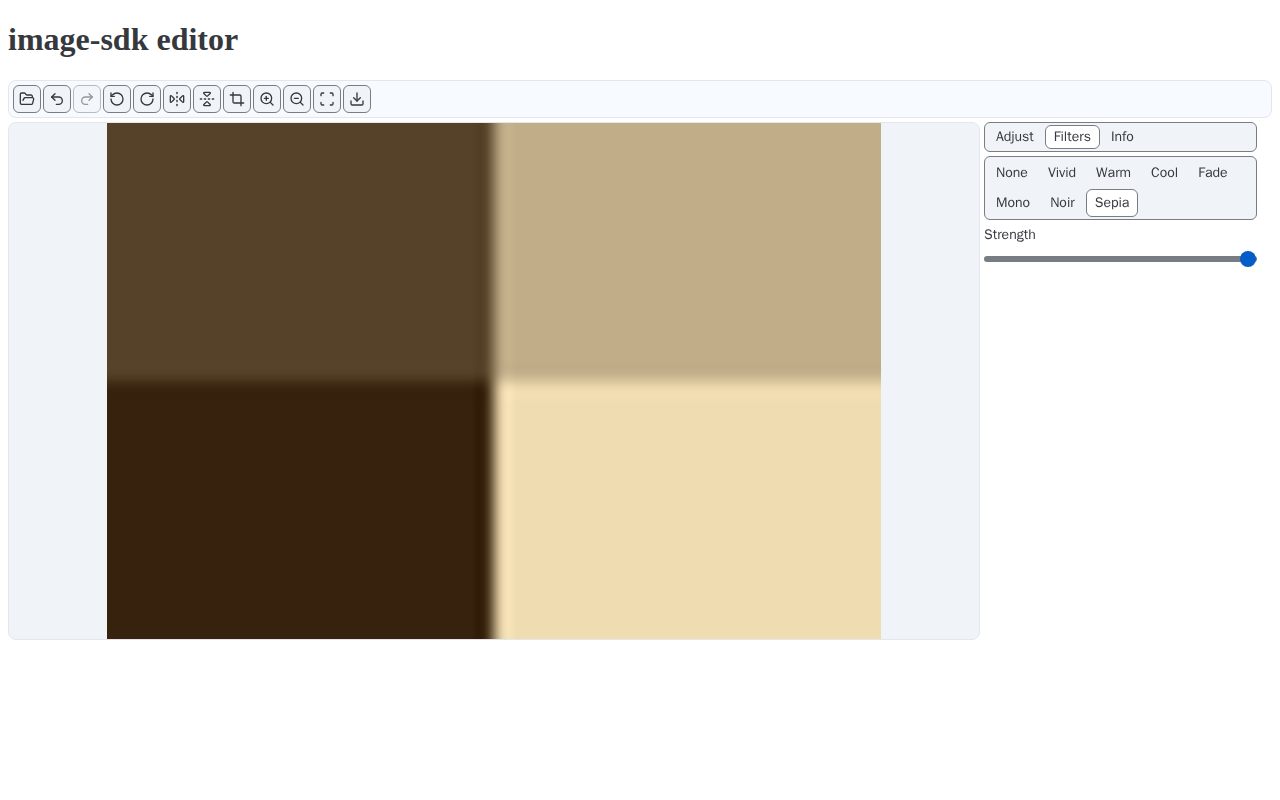 image-sdk editor
Adjust Filters Info
None Vivid Warm Cool Fade
Mono Noir Sepia
Strength